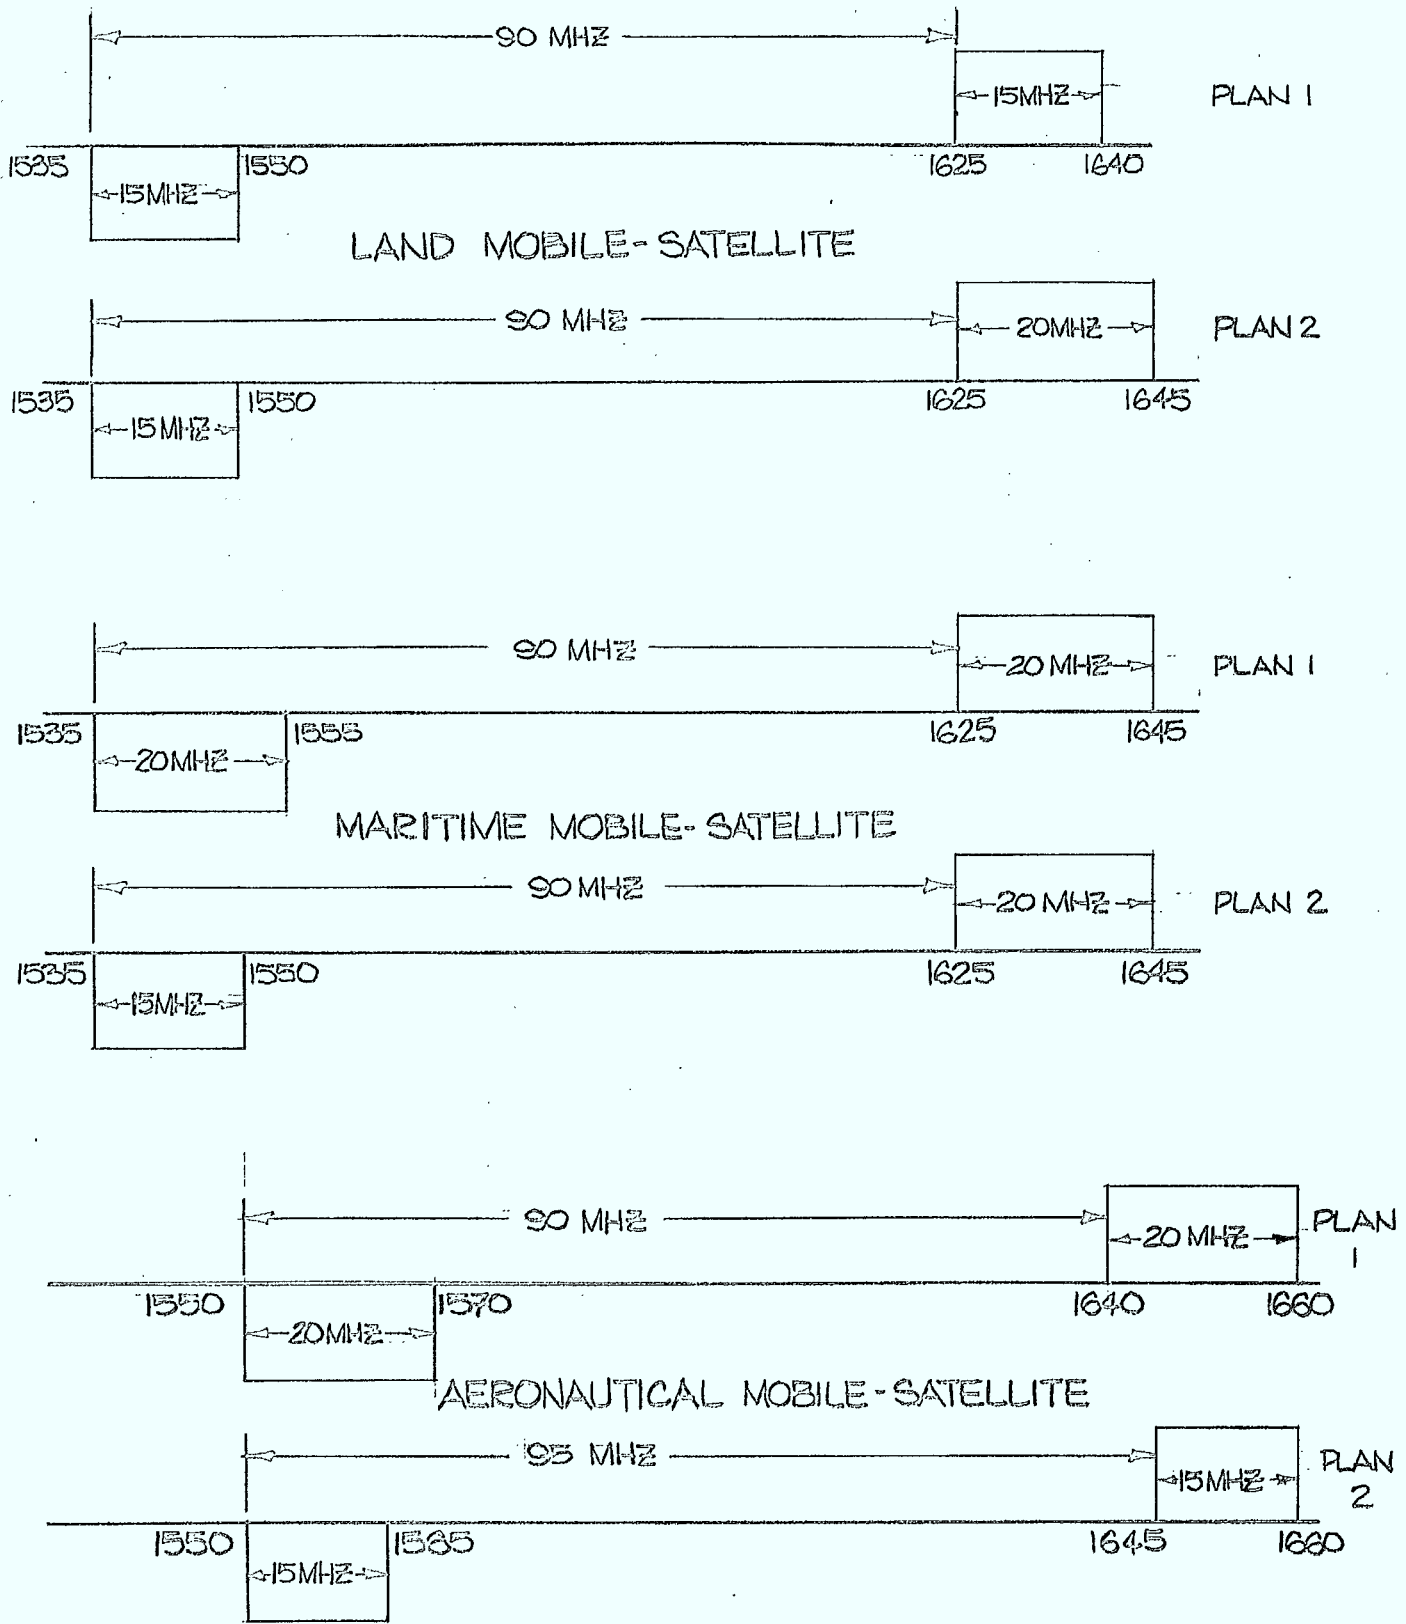 90 MHZ
15MHZ
PLAN 1
1535
1550
1625
1640
15MHZ
LAND MOBILE-SATELLITE
90 MHZ
20MHZ
PLAN 2
1535
1550
1625
1645
15MHZ
90 MHZ
20 MHZ
PLAN 1
1535
1555
1625
1645
20MHZ
MARITIME MOBILE-SATELLITE
90 MHZ
20 MHZ
PLAN 2
1535
1550
1625
1645
15MHZ
90 MHZ
20 MHZ
PLAN
1
1550
1570
1640
1660
20MHZ
AERONAUTICAL MOBILE-SATELLITE
95 MHZ
15MHZ
PLAN
2
1550
1565
1645
1660
15MHZ